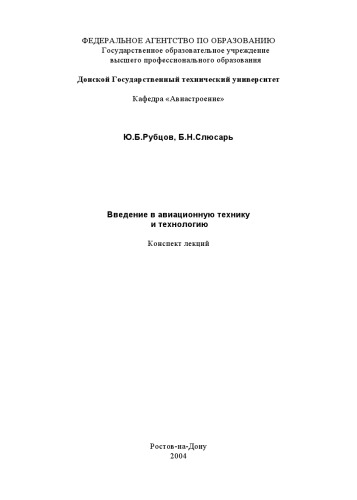 ФЕДЕРАЛЬНОЕ АГЕНТСТВО ПО ОБРАЗОВАНИЮ
Государственное образовательное учреждение
высшего профессионального образования
Донской Государственный технический университет
Кафедра «Авиастроение»
Ю.Б.Рубцов, Б.Н.Слюсарь
Введение в авиационную технику
и технологию
Конспект лекций
Ростов-на-Дону
2004